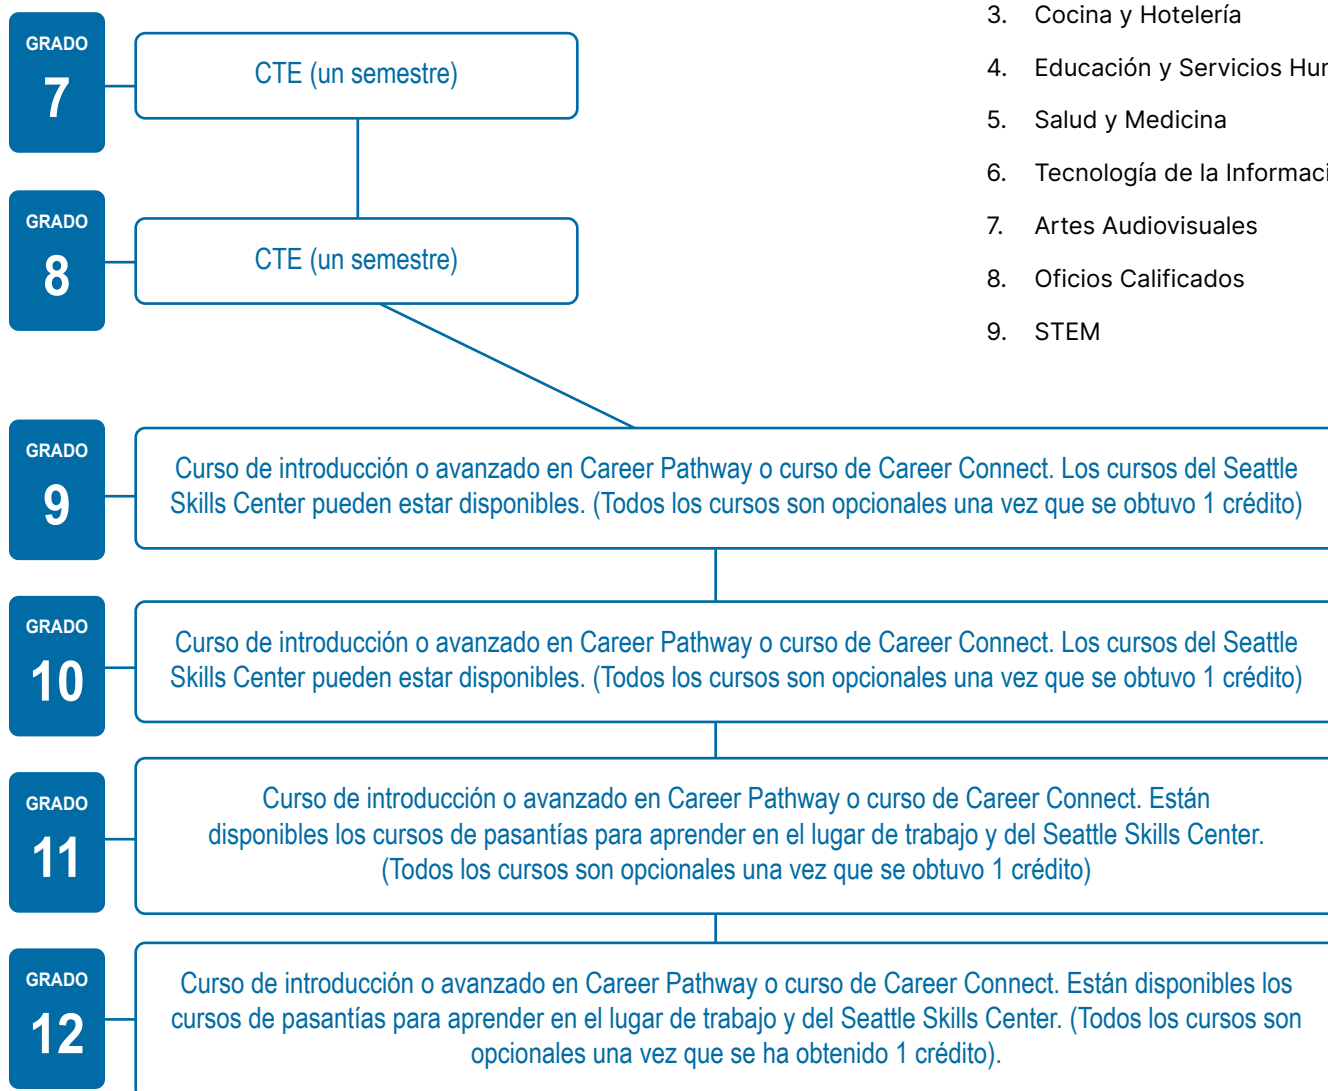 GRADO
7
CTE (un semestre)
GRADO
8
CTE (un semestre)
3. Cocina y Hotelería
4. Educación y Servicios
5. Salud y Medicina
6. Tecnología de la
7. Artes Audiovisuales
8. Oficios Calificados
9. STEM
GRADO
9
Curso de introducción o avanzado en Career Pathway o curso de Career Connect. Los cursos del Seattle
Skills Center pueden estar disponibles. (Todos los cursos son opcionales una vez que se obtuvo 1 crédito)
GRADO
10
Curso de introducción o avanzado en Career Pathway o curso de Career Connect. Los cursos del Seattle
Skills Center pueden estar disponibles. (Todos los cursos son opcionales una vez que se obtuvo 1 crédito)
GRADO
11
Curso de introducción o avanzado en Career Pathway o curso de Career Connect. Están
disponibles los cursos de pasantías para aprender en el lugar de trabajo y del Seattle Skills Center.
(Todos los cursos son opcionales una vez que se obtuvo 1 crédito)
GRADO
12
Curso de introducción o avanzado en Career Pathway o curso de Career Connect. Están disponibles los
cursos de pasantías para aprender en el lugar de trabajo y del Seattle Skills Center. (Todos los cursos son
opcionales una vez que se ha obtenido 1 crédito).